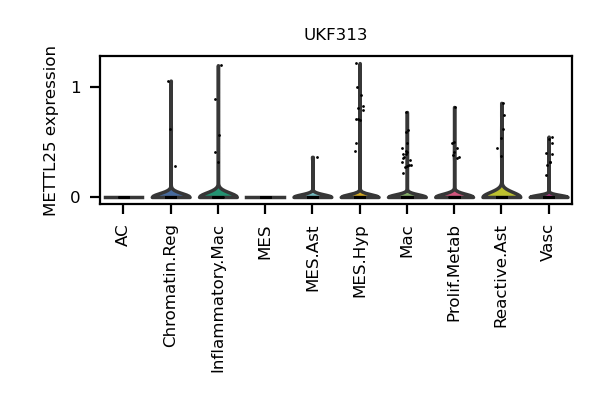 UKF313
METTL25 expression
1
0
AC
Chromatin.Reg
Inflammatory.Mac
MES
MES.Ast
MES.Hyp
Mac
Prolif.Metab
Reactive.Ast
Vasc